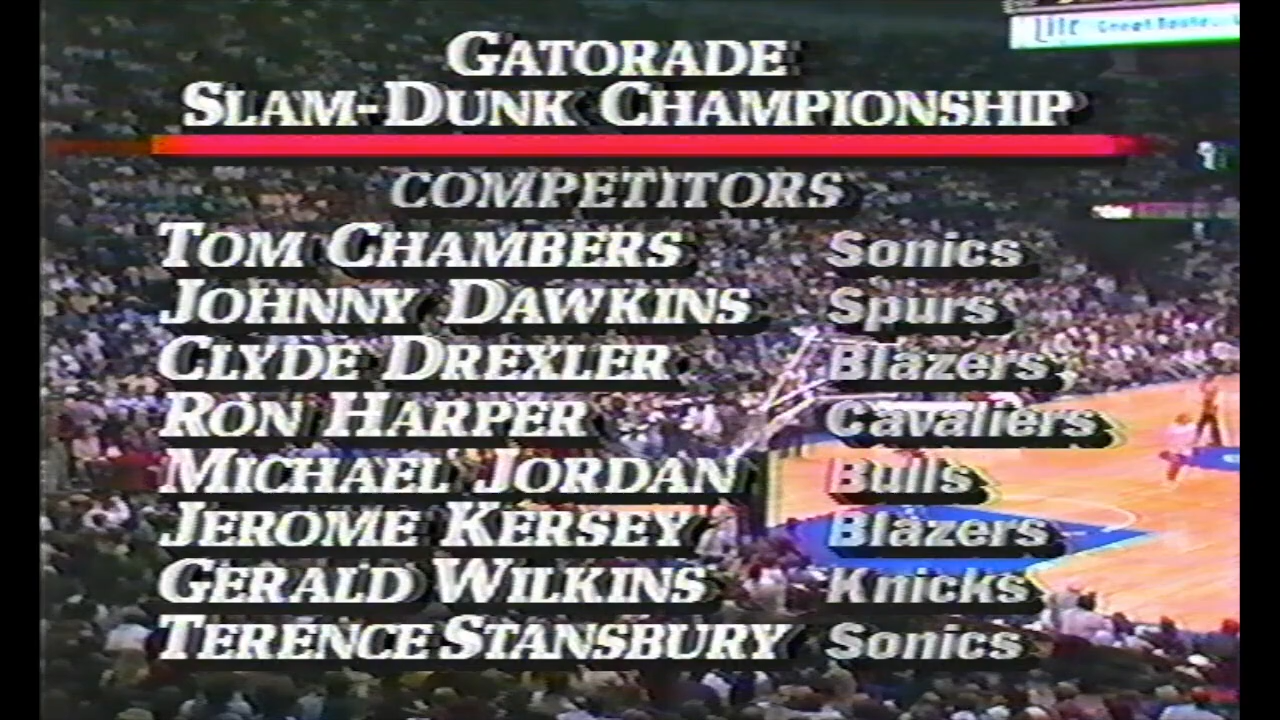 Lite
GATORADE
SLAM-DUNK CHAMPIONSHIP
COMPETITORS
TOM CHAMBERS Sonics
JOHNNY DAWKINS Spurs
CLYDE DREXLER Blazers
RON HARPER Cavaliers
MICHAEL JORDAN Bulls
JEROME KERSEY Blazers
GERALD WILKINS Knicks
TERENCE STANSBURY Sonics